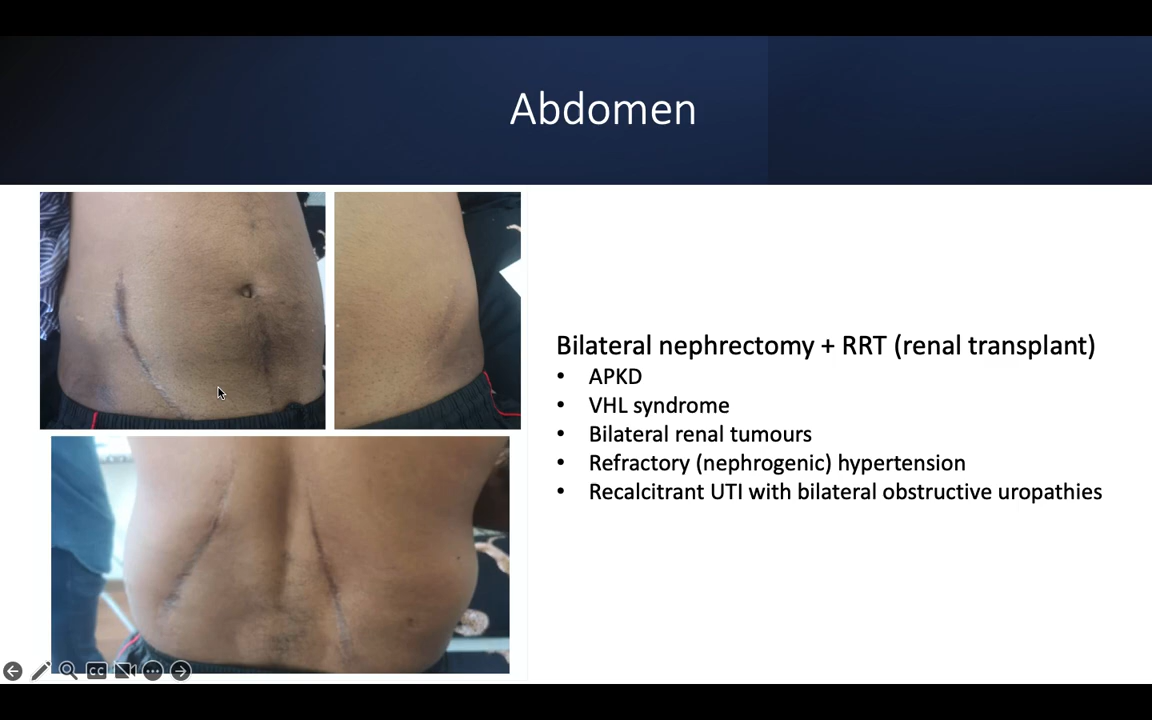 Abdomen
Bilateral nephrectomy + RRT (renal transplant)
• APKD
• VHL syndrome
• Bilateral renal tumours
• Refractory (nephrogenic) hypertension
• Recalcitrant UTI with bilateral obstructive uropathies
CC